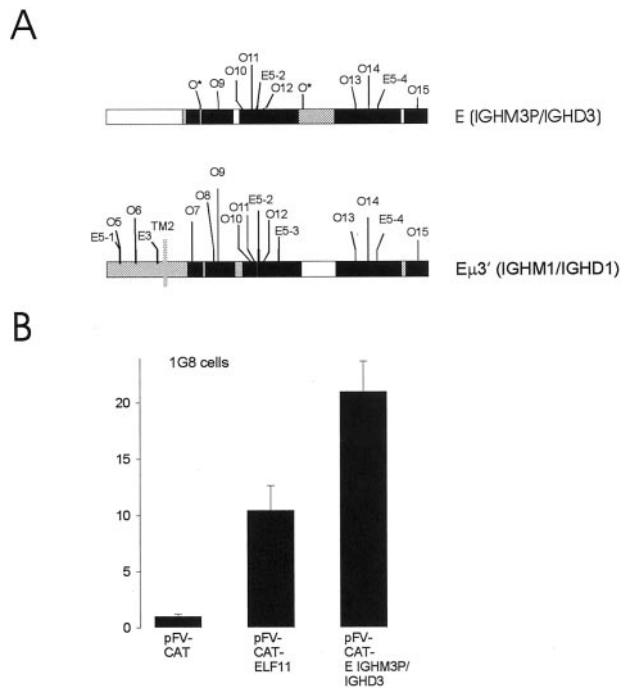 A
O11
O10
E5-2
O14
O*
O9
O12
O*
O13
E5-4
O15
E (IGHM3P/IGHD3)
O9
O6
O8
O11
E5-2
O14
O5
TM2
O7
O10
O12
O13
E5-4
E5-1
E3
E5-3
O15
Eμ3' (IGHM1/IGHD1)
B
1G8 cells
20
15
10
5
0
pFV-
CAT
pFV-
CAT-
ELF11
pFV-
CAT-
E IGHM3P/
IGHD3